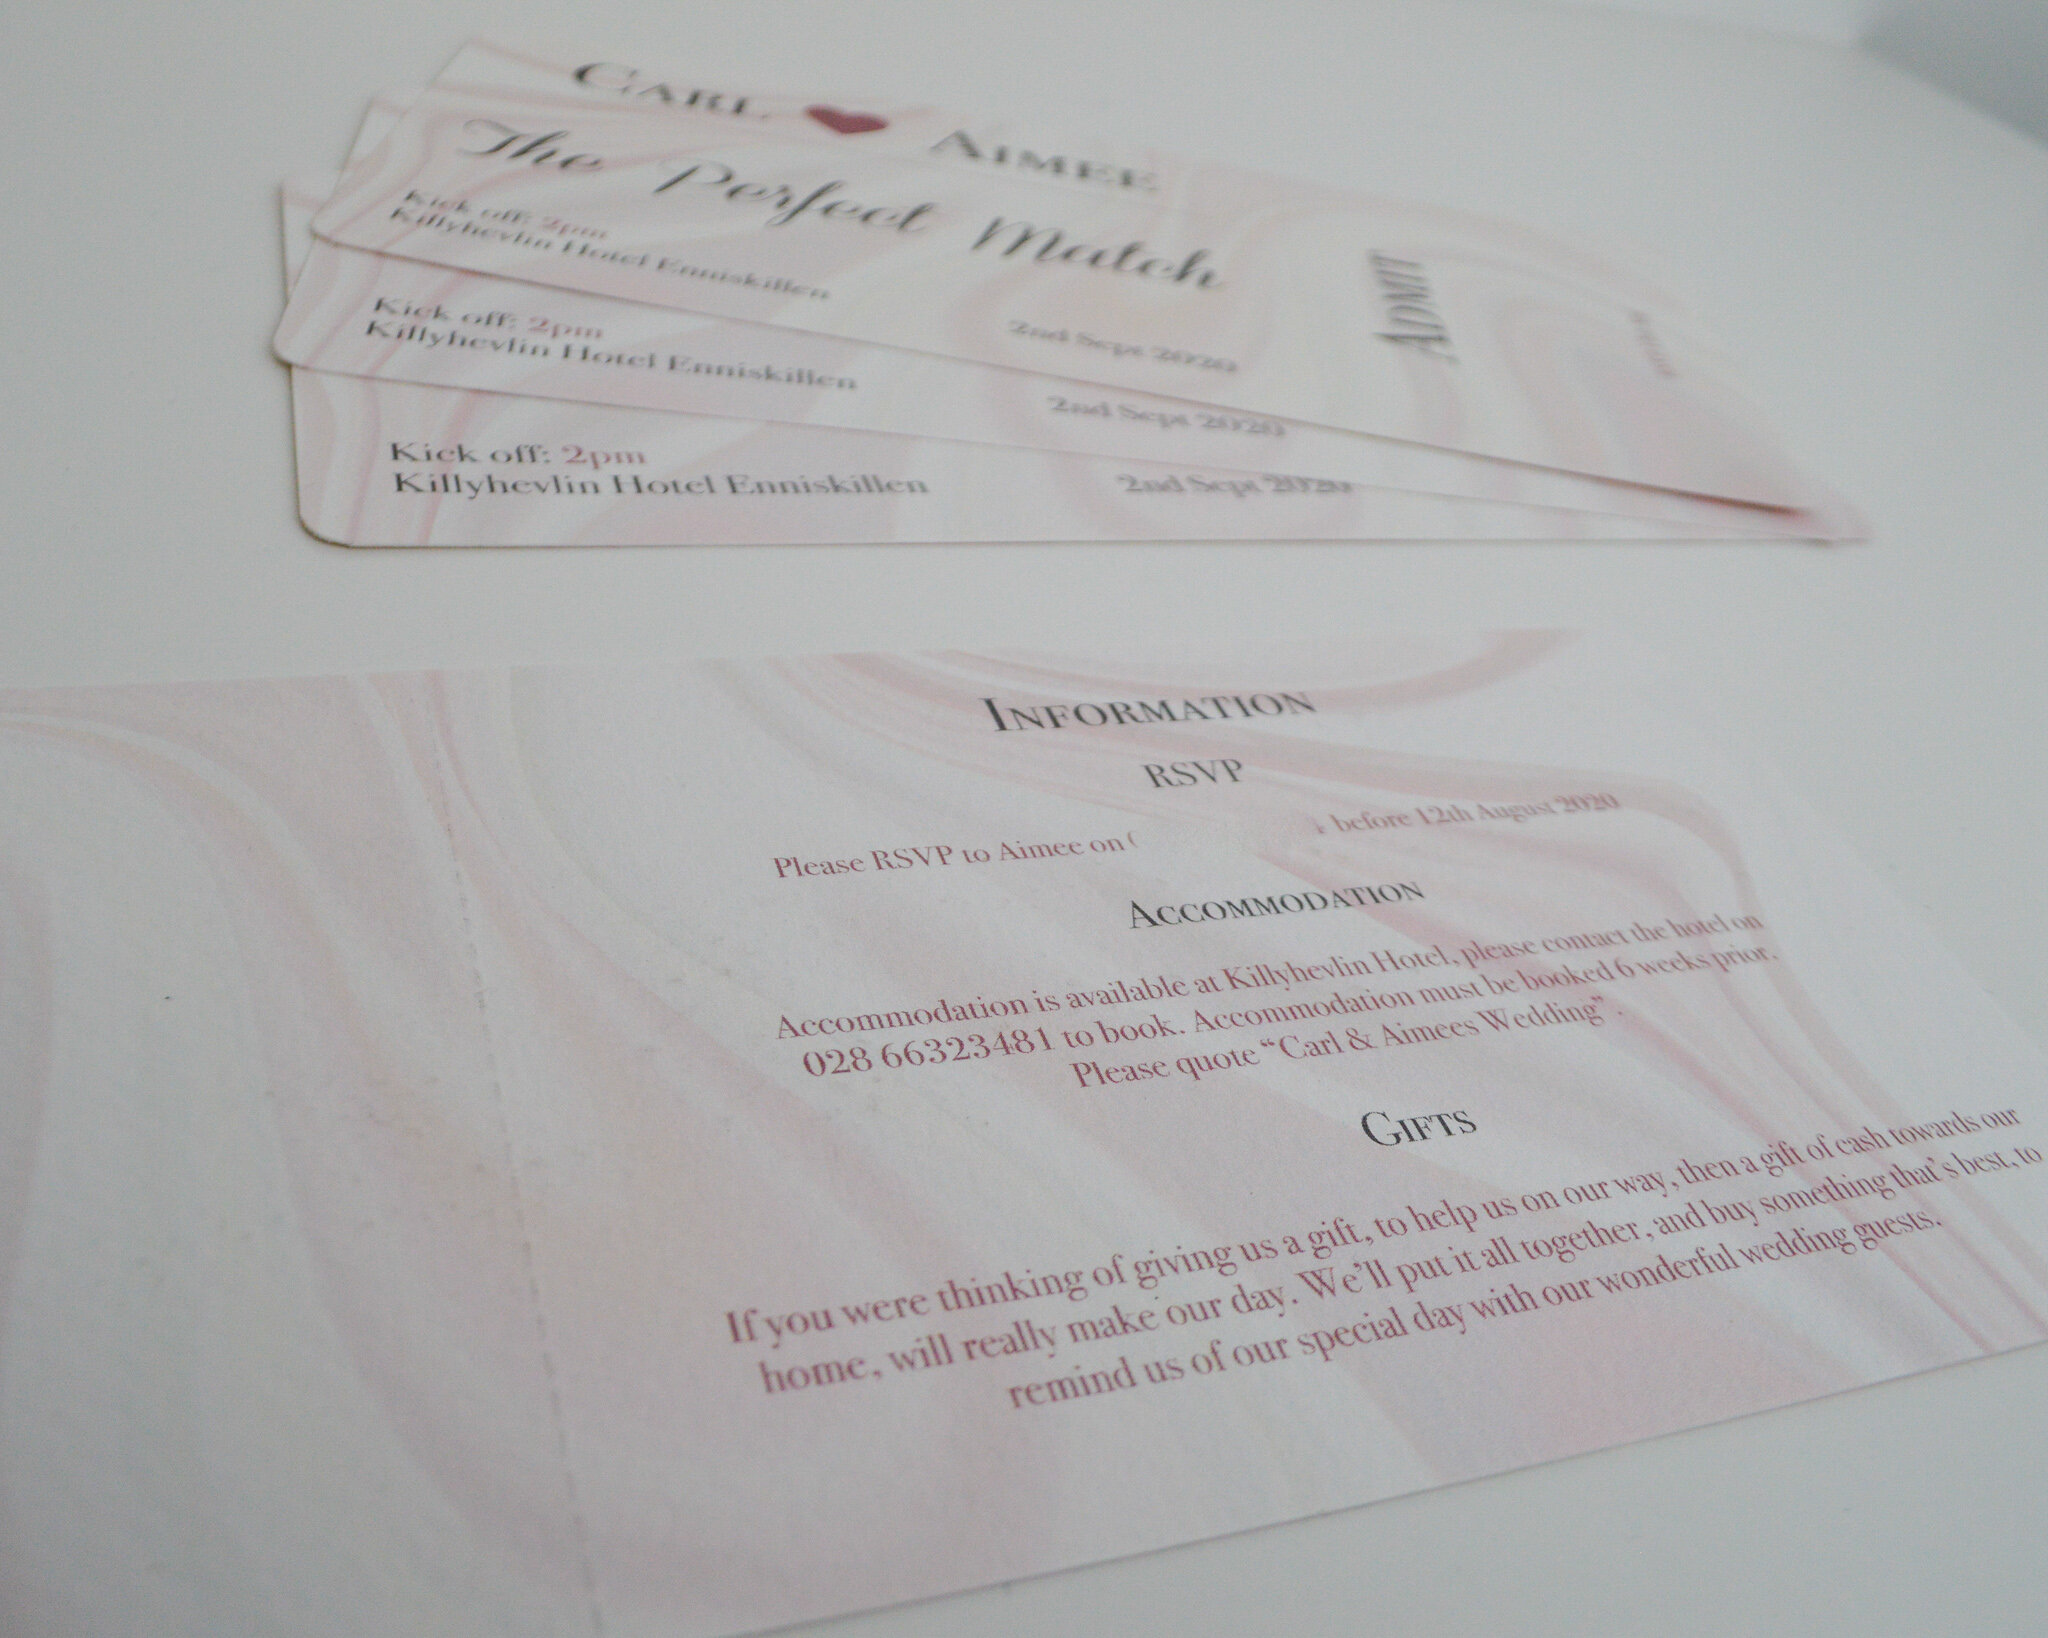 CARL AIMEE
The Perfect Match
Kick off: 2pm
Killyhevlin Hotel Enniskillen
2nd Sept 2020
ADMIT
Kick off: 2pm
Killyhevlin Hotel Enniskillen
2nd Sept 2020
Kick off: 2pm
Killyhevlin Hotel Enniskillen
2nd Sept 2020
INFORMATION
RSVP
Please RSVP to Aimee on before 12th August 2020
ACCOMMODATION
Accommodation is available at Killyhevlin Hotel, please contact the hotel on
028 66323481 to book. Accommodation must be booked 6 weeks prior.
Please quote “Carl & Aimees Wedding”.
GIFTS
If you were thinking of giving us a gift, to help us on our way, then a gift of cash towards our
home, will really make our day. We’ll put it all together, and buy something that’s best, to
remind us of our special day with our wonderful wedding guests.